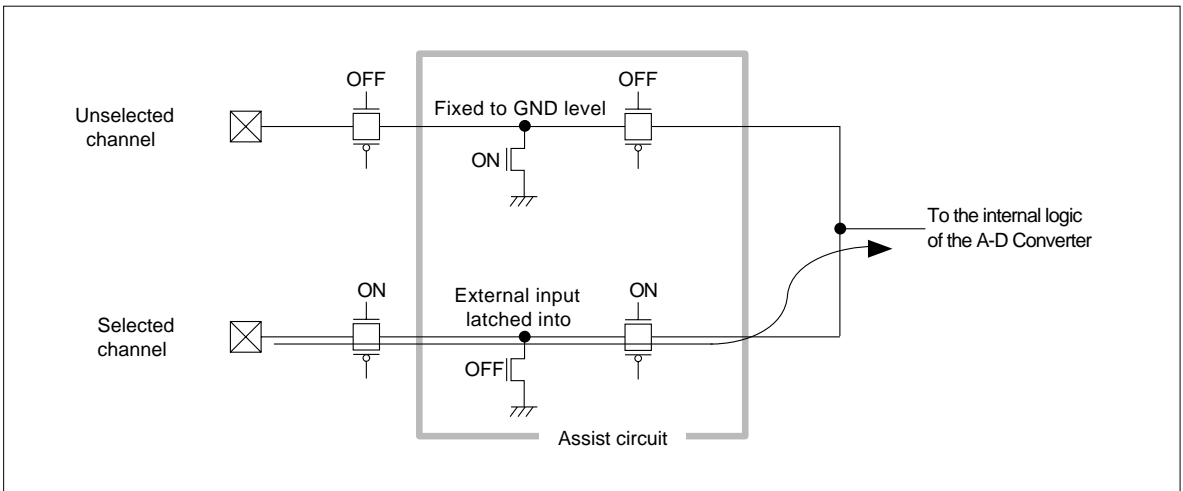 OFF
OFF
Unselected
channel
Fixed to GND level
ON
To the internal logic
of the A-D Converter
ON
External input
latched into
ON
Selected
channel
OFF
Assist circuit